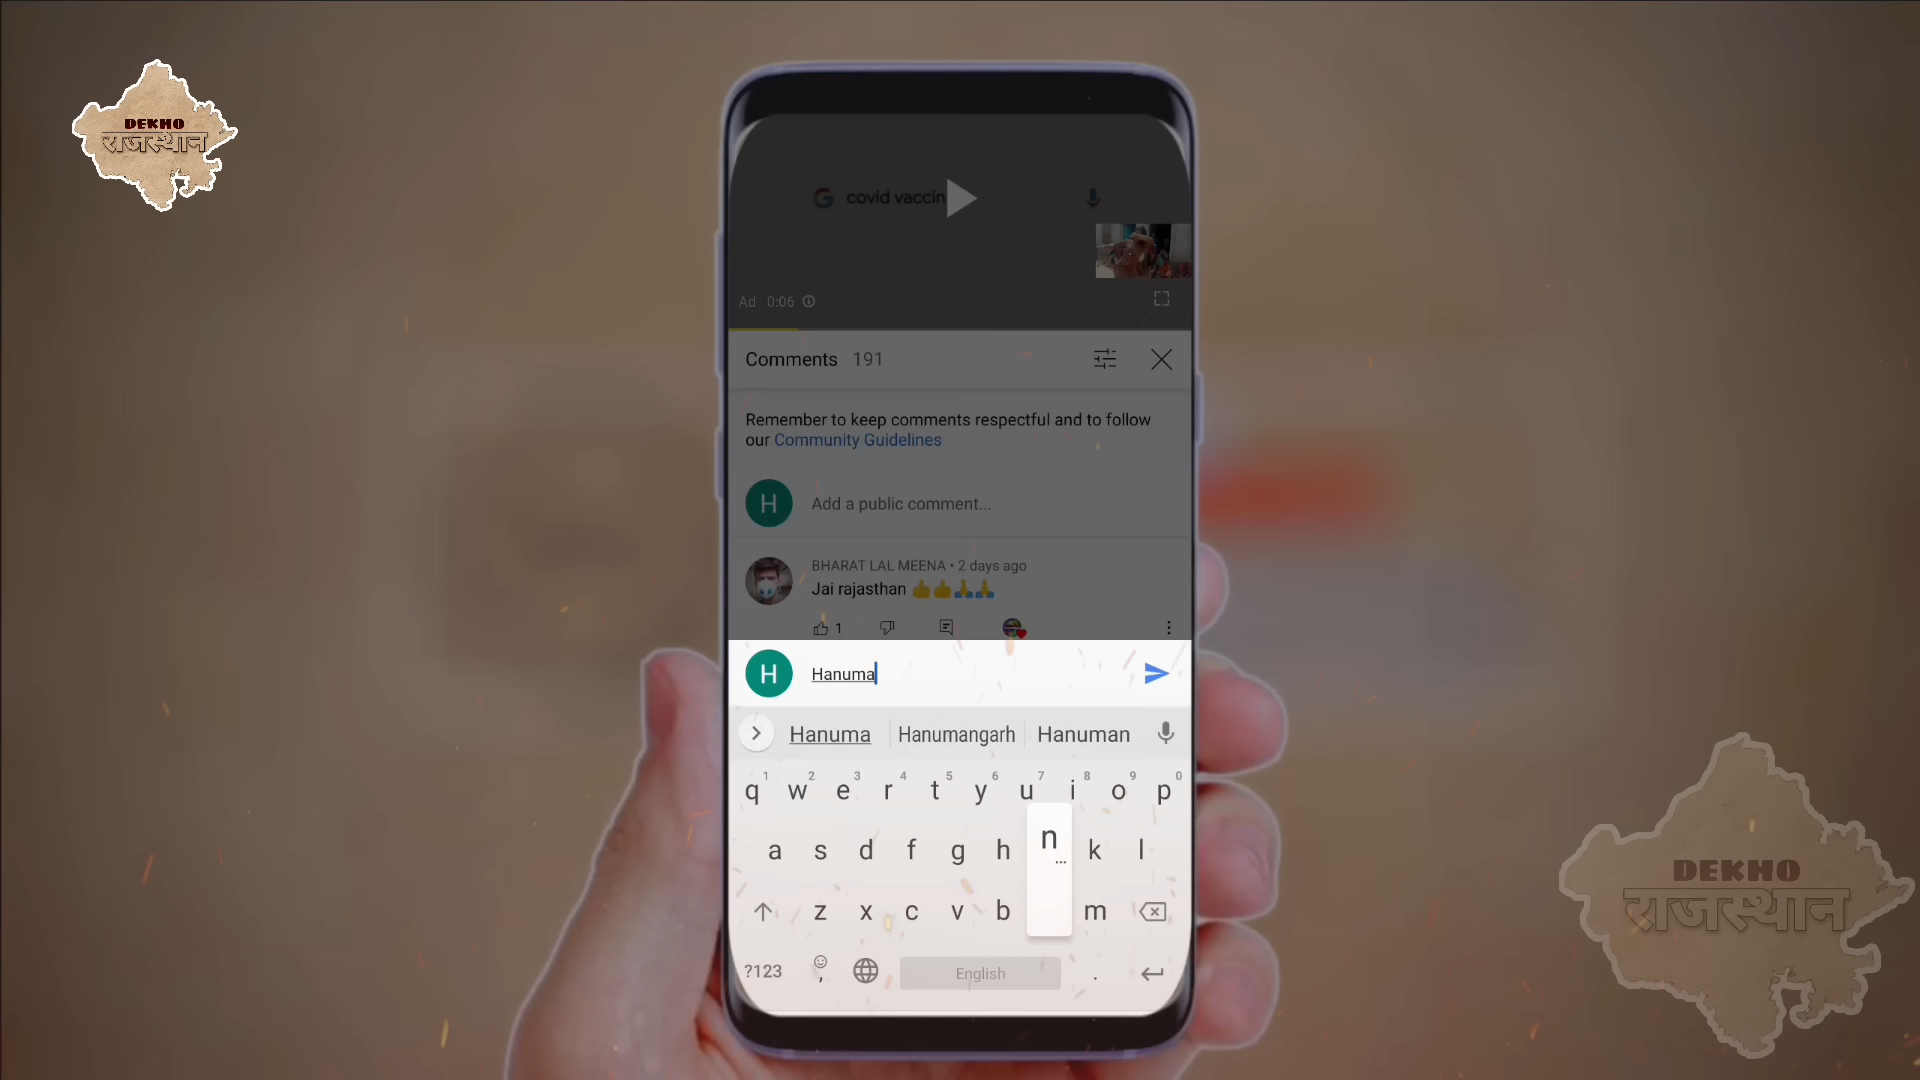 DEKHO
राजस्थान
covid vaccin
Ad · 0:06
Comments 191
Remember to keep comments respectful and to follow
our Community Guidelines
H Add a public comment...
BHARAT LAL MEENA • 2 days ago
Jai rajasthan 👍👍🙏🙏
1
H Hanuma
Hanuma Hanumangarh Hanuman
1 2 3 4 5 6 7 8 9 0
q w e r t y u i o p
a s d f g h n... k l
z x c v b m
?123 , English .
DEKHO
राजस्थान